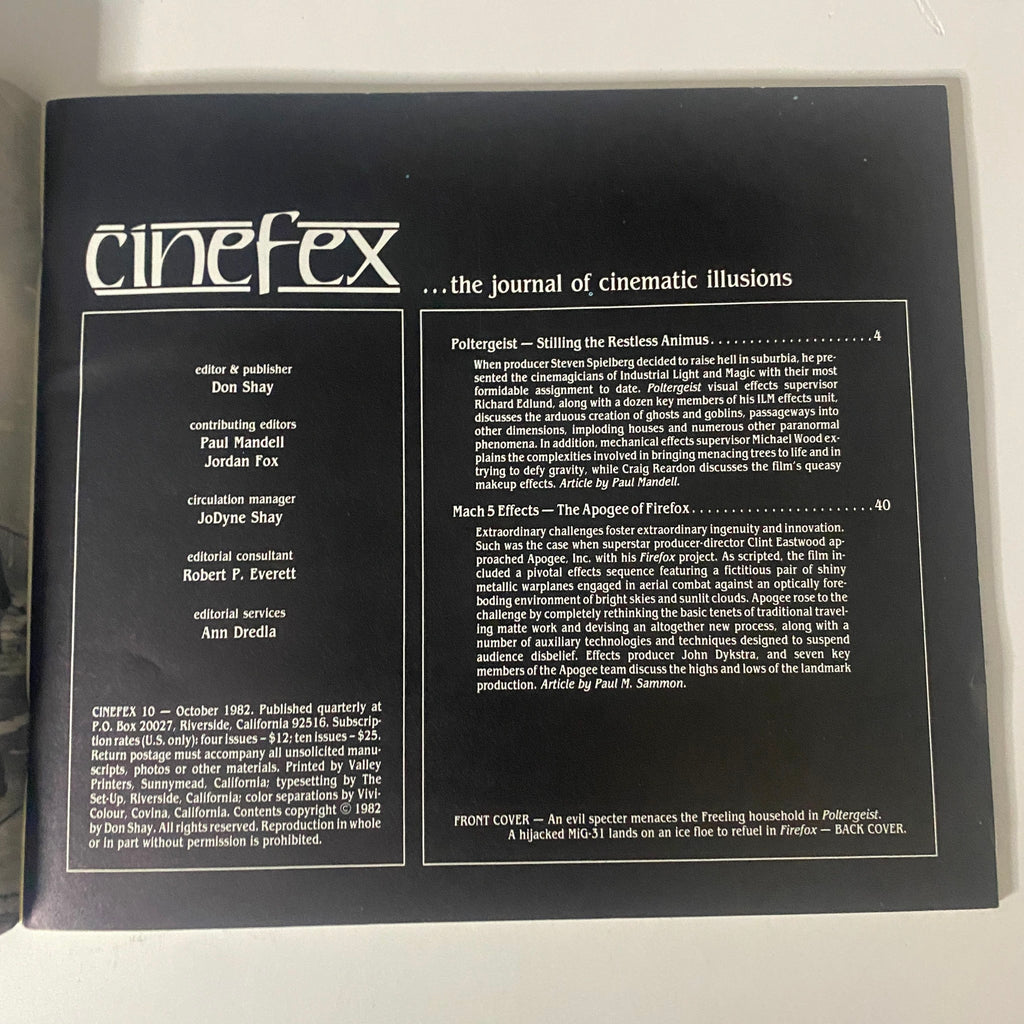 cinefex
...the journal of cinematic illusions
editor & publisher
Don Shay
contributing editors
Paul Mandell
Jordan Fox
circulation manager
JoDyne Shay
editorial consultant
Robert P. Everett
editorial services
Ann Dredla
CINEFEX 10 — October 1982. Published quarterly at
P.O. Box 20027, Riverside, California 92516. Subscrip-
tion rates (U.S. only): four issues – $12; ten issues – $25.
Return postage must accompany all unsolicited manu-
scripts, photos or other materials. Printed by Valley
Printers, Sunnymead, California; typesetting by The
Set-Up, Riverside, California; color separations by Vivi-
Colour, Covina, California. Contents copyright © 1982
by Don Shay. All rights reserved. Reproduction in whole
or in part without permission is prohibited.
Poltergeist — Stilling the Restless Animus.....................4
When producer Steven Spielberg decided to raise hell in suburbia, he pre-
sented the cinemagicians of Industrial Light and Magic with their most
formidable assignment to date. Poltergeist visual effects supervisor
Richard Edlund, along with a dozen key members of his ILM effects unit,
discusses the arduous creation of ghosts and goblins, passageways into
other dimensions, imploding houses and numerous other paranormal
phenomena. In addition, mechanical effects supervisor Michael Wood ex-
plains the complexities involved in bringing menacing trees to life and in
trying to defy gravity, while Craig Reardon discusses the film's queasy
makeup effects. Article by Paul Mandell.
Mach 5 Effects — The Apogee of Firefox.......................40
Extraordinary challenges foster extraordinary ingenuity and innovation.
Such was the case when superstar producer-director Clint Eastwood ap-
proached Apogee, Inc. with his Firefox project. As scripted, the film in-
cluded a pivotal effects sequence featuring a fictitious pair of shiny
metallic warplanes engaged in aerial combat against an optically fore-
boding environment of bright skies and sunlit clouds. Apogee rose to the
challenge by completely rethinking the basic tenets of traditional travel-
ing matte work and devising an altogether new process, along with a
number of auxiliary technologies and techniques designed to suspend
audience disbelief. Effects producer John Dykstra, and seven key
members of the Apogee team discuss the highs and lows of the landmark
production. Article by Paul M. Sammon.
FRONT COVER — An evil specter menaces the Freeling household in Poltergeist.
A hijacked MiG-31 lands on an ice floe to refuel in Firefox — BACK COVER.